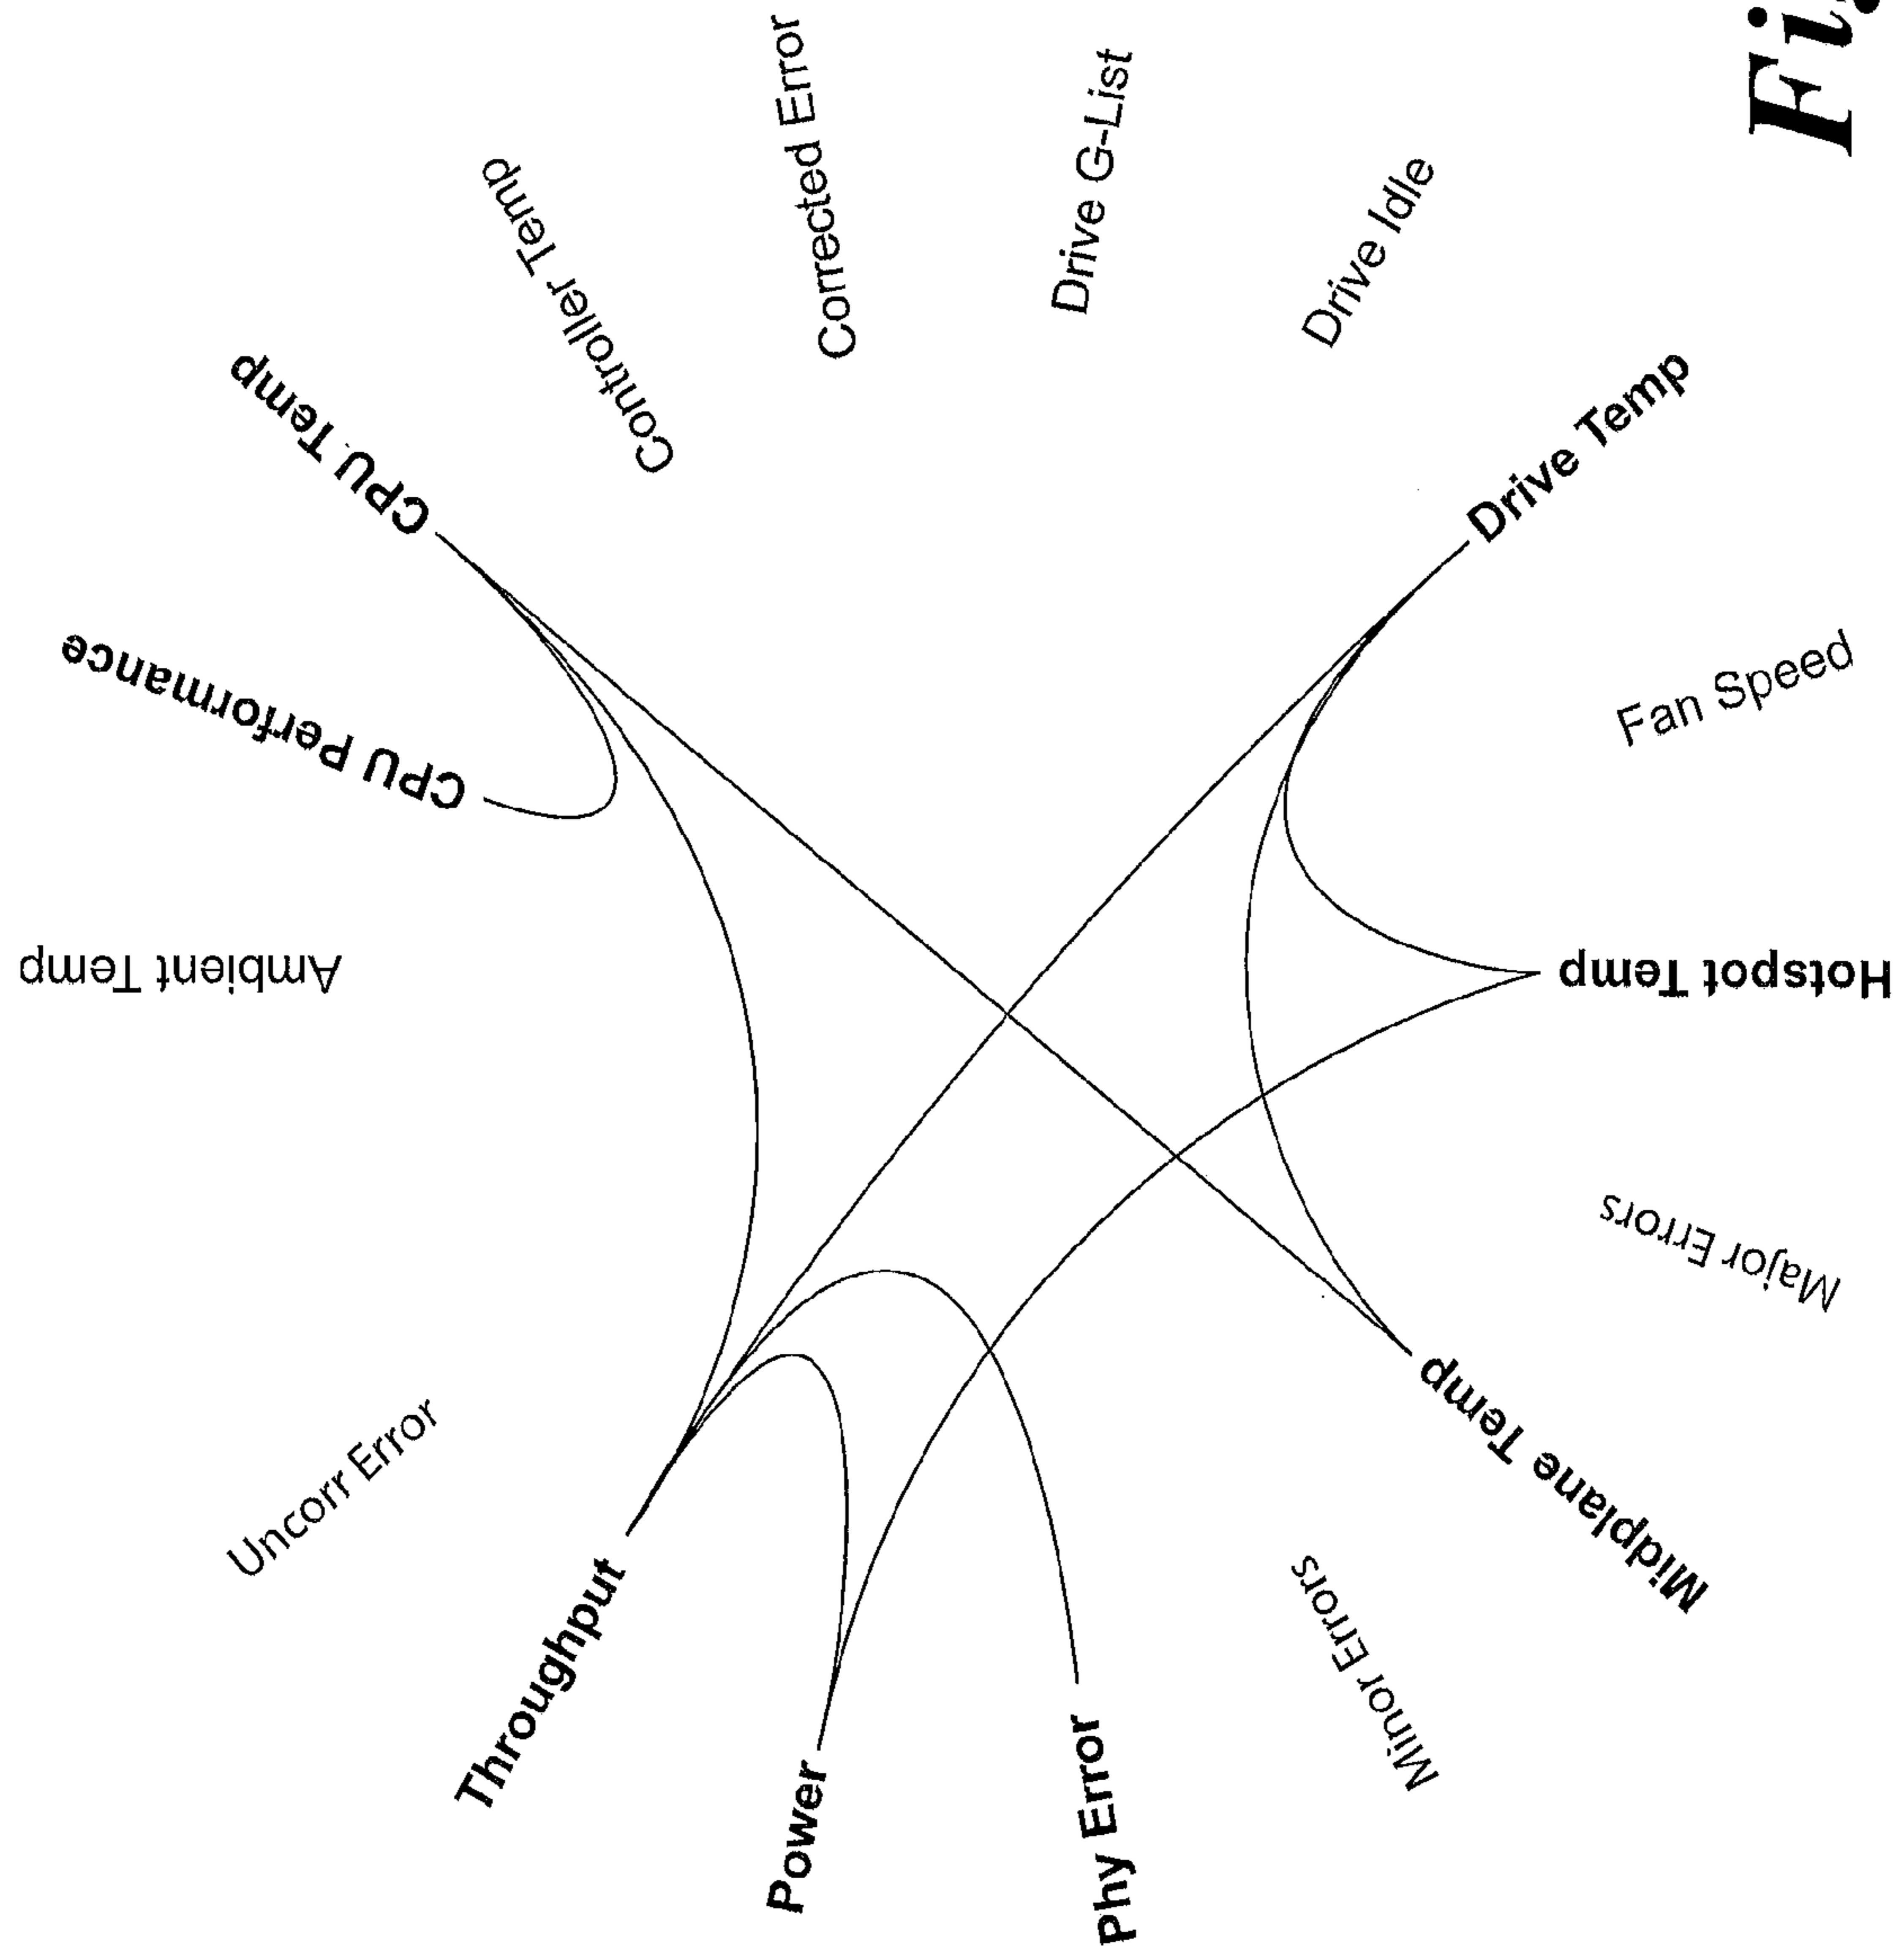 Fi
Corrected Error
Drive G-List
Controller Temp
Drive Idle
CPU Temp
Drive Temp
CPU Performance
Fan Speed
Ambient Temp
Hotspot Temp
Major Errors
Uncorr Error
Midplane Temp
Throughput
Minor Errors
Power
Phy Error